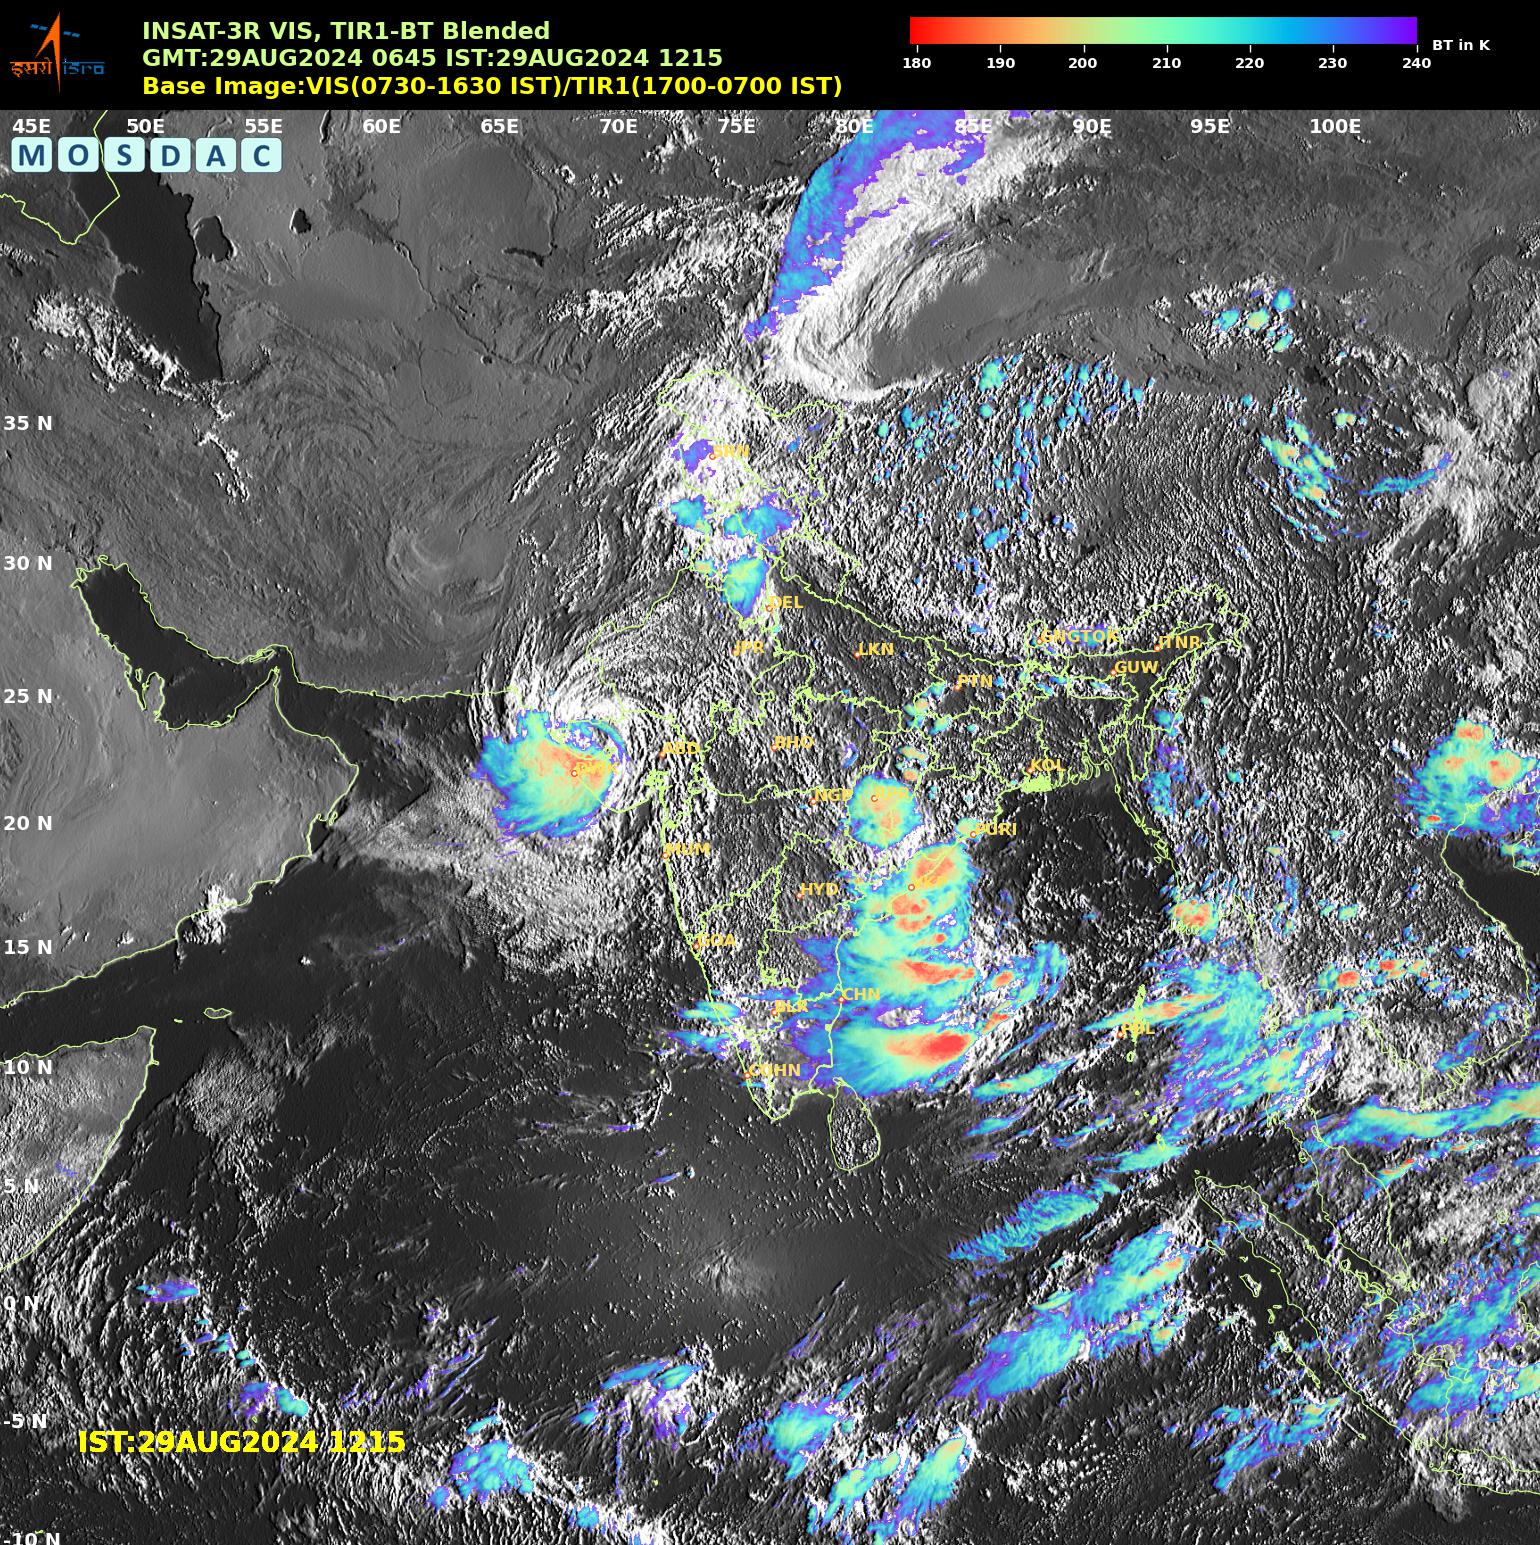 INSAT-3R VIS, TIR1-BT Blended
GMT:29AUG2024 0645 IST:29AUG2024 1215
Base Image:VIS(0730-1630 IST)/TIR1(1700-0700 IST)
इसरो isro
BT in K
180 190 200 210 220 230 240
45E 50E 55E 60E 65E 70E 75E 80E 85E 90E 95E 100E
M O S D A C
35 N
SRN
30 N
DEL
GNGTOK
ITNR
JPR
LKN
GUW
25 N
PTN
ABD
BHO
KOL
NGP
RPR
20 N
PURI
MUM
HYD
15 N
GOA
CHN
BLR
PBL
10 N
COHN
5 N
0 N
-5 N
IST:29AUG2024 1215
-10 N